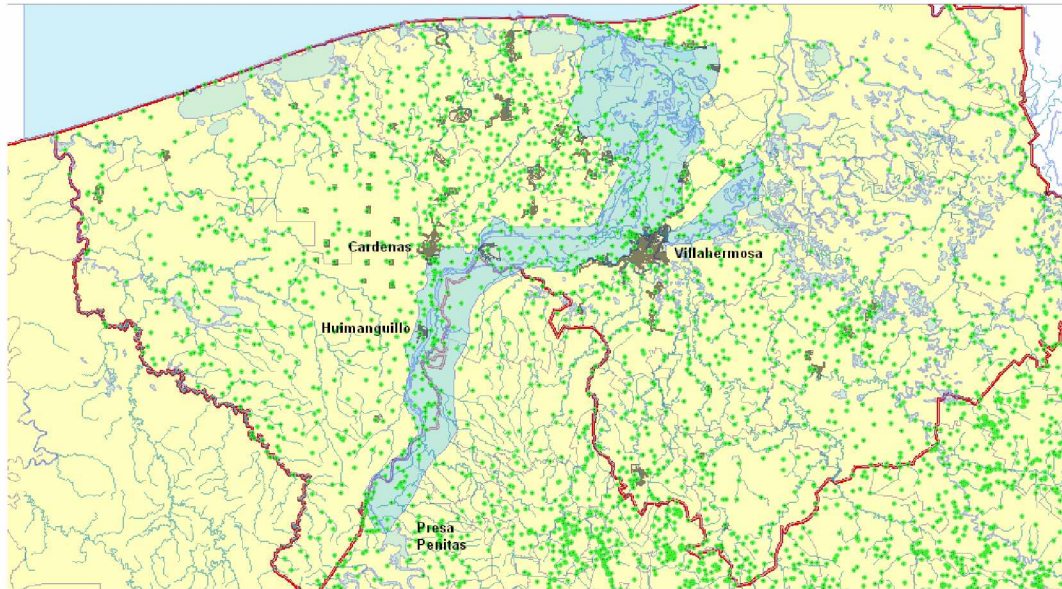 Cardenas
Villahermosa
Huimanguillo
Presa
Penitas